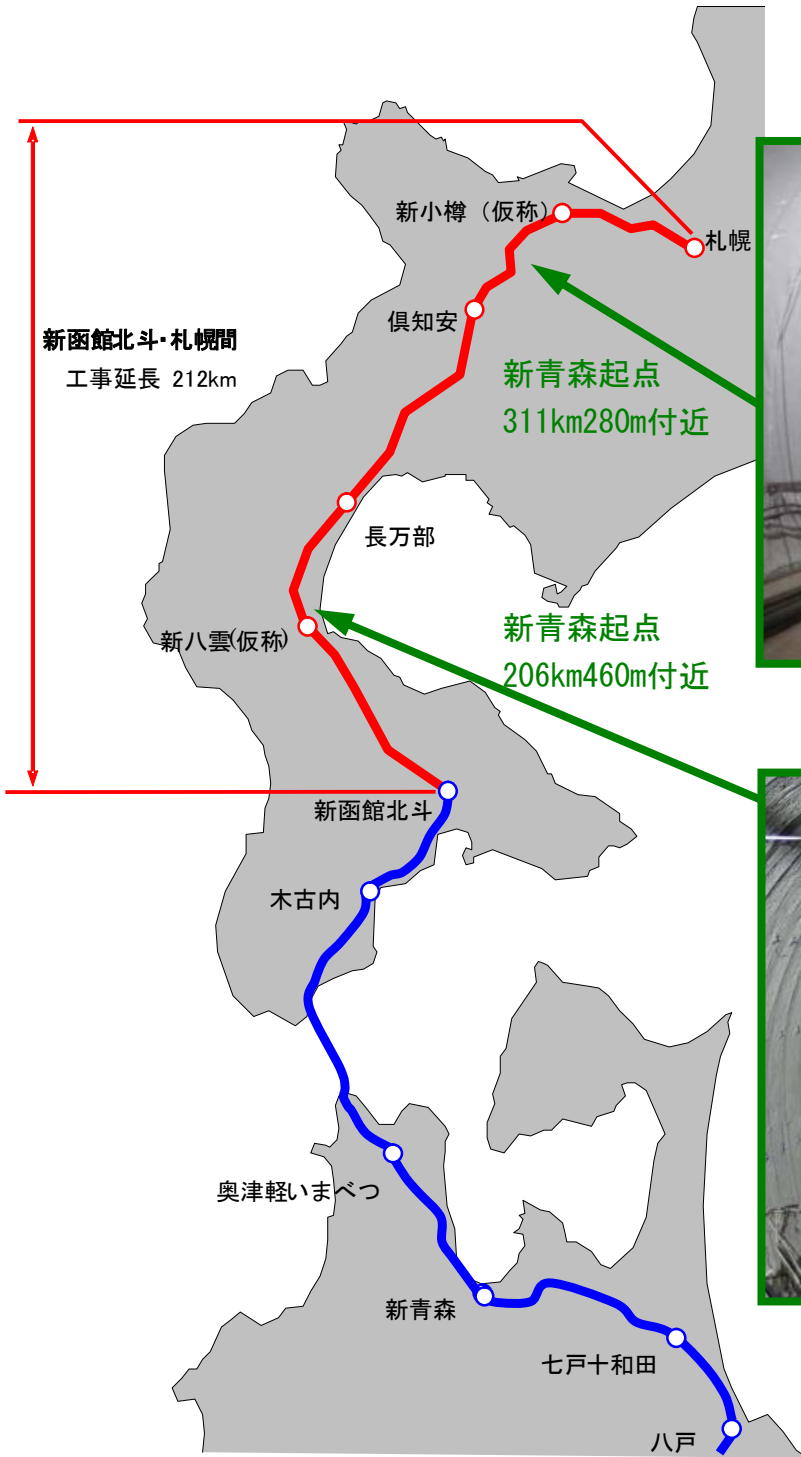 新小樽（仮称）
札幌
倶知安
新函館北斗・札幌間
工事延長 212km
新青森起点
311km280m付近
長万部
新八雲(仮称)
新青森起点
206km460m付近
新函館北斗
木古内
奥津軽いまべつ
新青森
七戸十和田
八戸